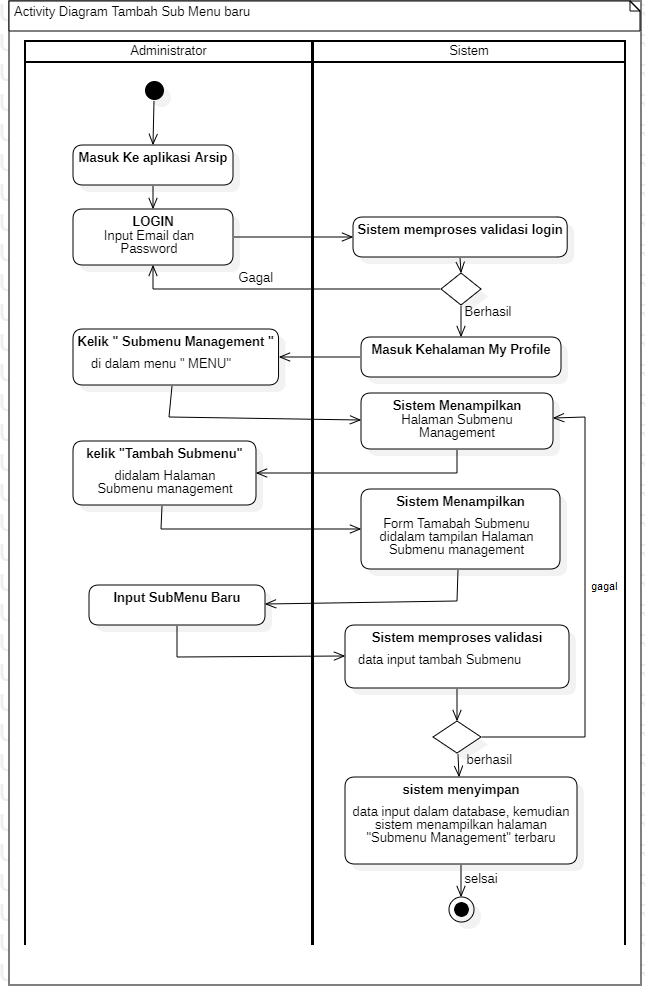 Activity Diagram Tambah Sub Menu baru
Administrator
Sistem
Masuk Ke aplikasi Arsip
LOGIN
Input Email dan
Password
Sistem memproses validasi login
Gagal
Berhasil
Masuk Kehalaman My Profile
Kelik " Submenu Management "
di dalam menu " MENU"
Sistem Menampilkan
Halaman Submenu
Management
kelik "Tambah Submenu"
didalam Halaman
Submenu management
Sistem Menampilkan
Form Tamabah Submenu
didalam tampilan Halaman
Submenu management
gagal
Input SubMenu Baru
Sistem memproses validasi
data input tambah Submenu
berhasil
sistem menyimpan
data input dalam database, kemudian
sistem menampilkan halaman
"Submenu Management" terbaru
selsai